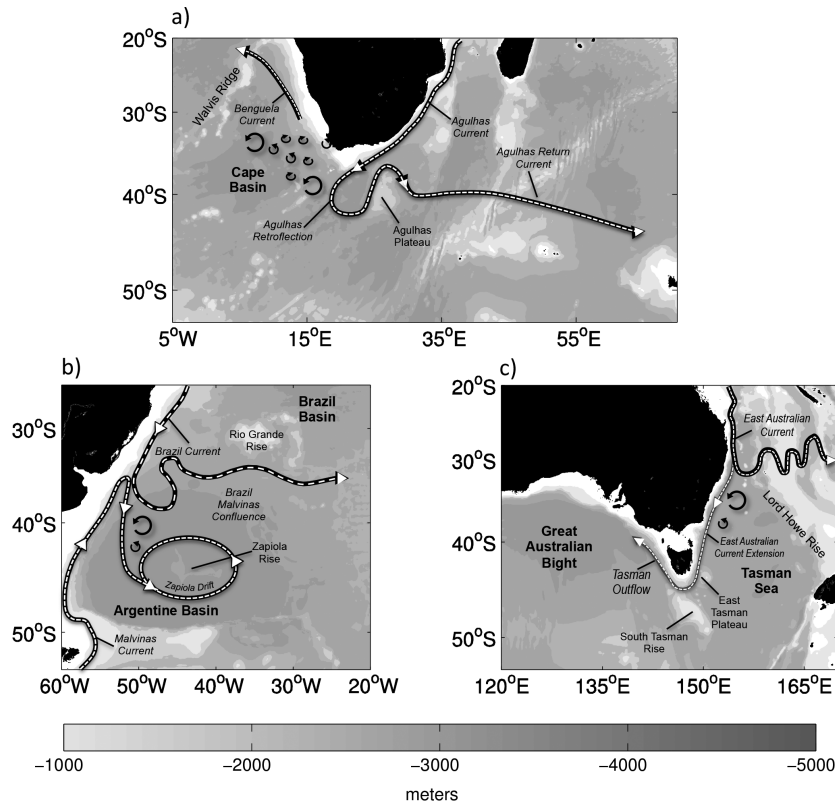 a)
20°S
30°S
40°S
50°S
5°W
15°E
35°E
55°E
Walvis Ridge
Benguela
Current
Cape
Basin
Agulhas
Current
Agulhas Return
Current
Agulhas
Retroflection
Agulhas
Plateau
b)
30°S
40°S
50°S
60°W
50°W
40°W
30°W
20°W
Brazil
Basin
Rio Grande
Rise
Brazil Current
Brazil
Malvinas
Confluence
Zapiola
Rise
Zapiola Drift
Argentine Basin
Malvinas
Current
c)
20°S
30°S
40°S
50°S
120°E
135°E
150°E
165°E
East Australian
Current
Lord Howe Rise
East Australian
Current Extension
Great
Australian
Bight
Tasman
Outflow
Tasman
Sea
East
Tasman
Plateau
South Tasman
Rise
−1000
−2000
−3000
−4000
−5000
meters